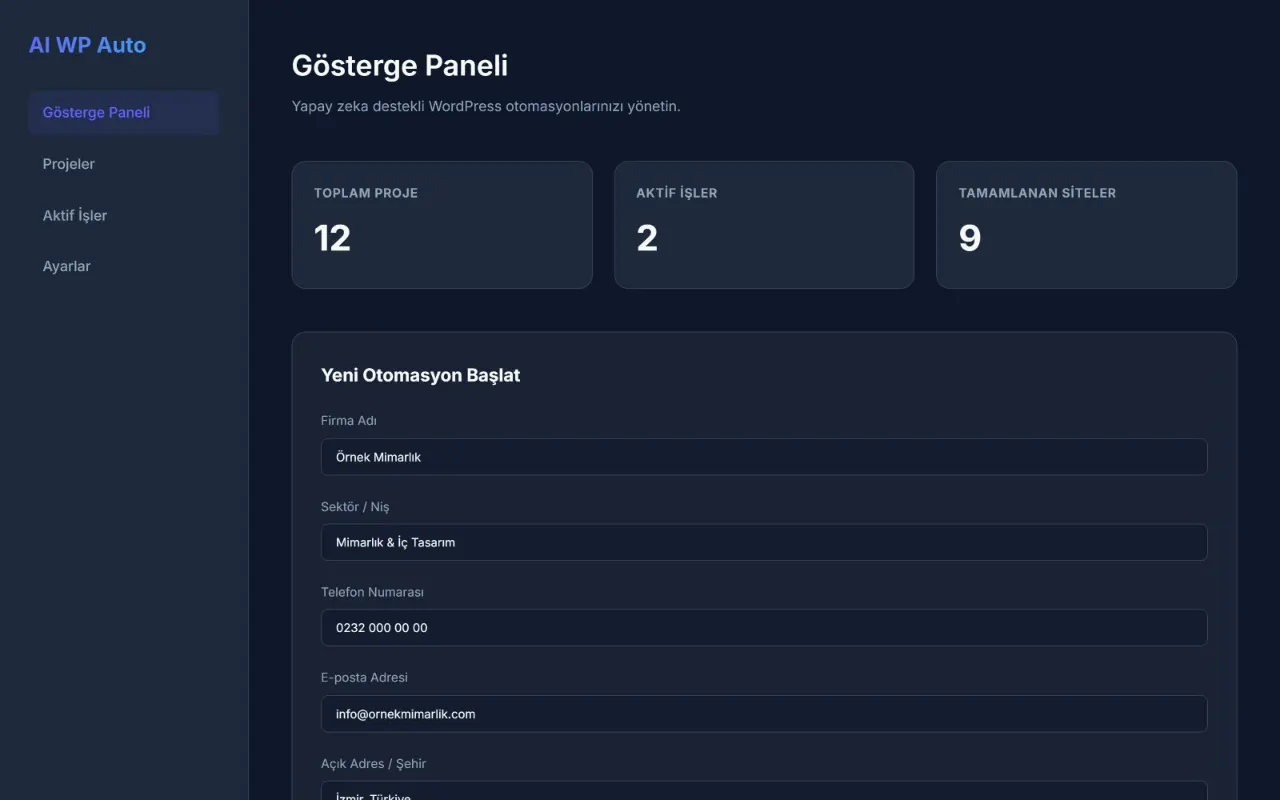 AI WP Auto
Gösterge Paneli
Projeler
Aktif İşler
Ayarlar
Gösterge Paneli
Yapay zeka destekli WordPress otomasyonlarınızı yönetin.
TOPLAM PROJE
12
AKTİF İŞLER
2
TAMAMLANAN SİTELER
9
Yeni Otomasyon Başlat
Firma Adı
Örnek Mimarlık
Sektör / Niş
Mimarlık & İç Tasarım
Telefon Numarası
0232 000 00 00
E-posta Adresi
info@ornekmimarlik.com
Açık Adres / Şehir
İzmir, Türkiye